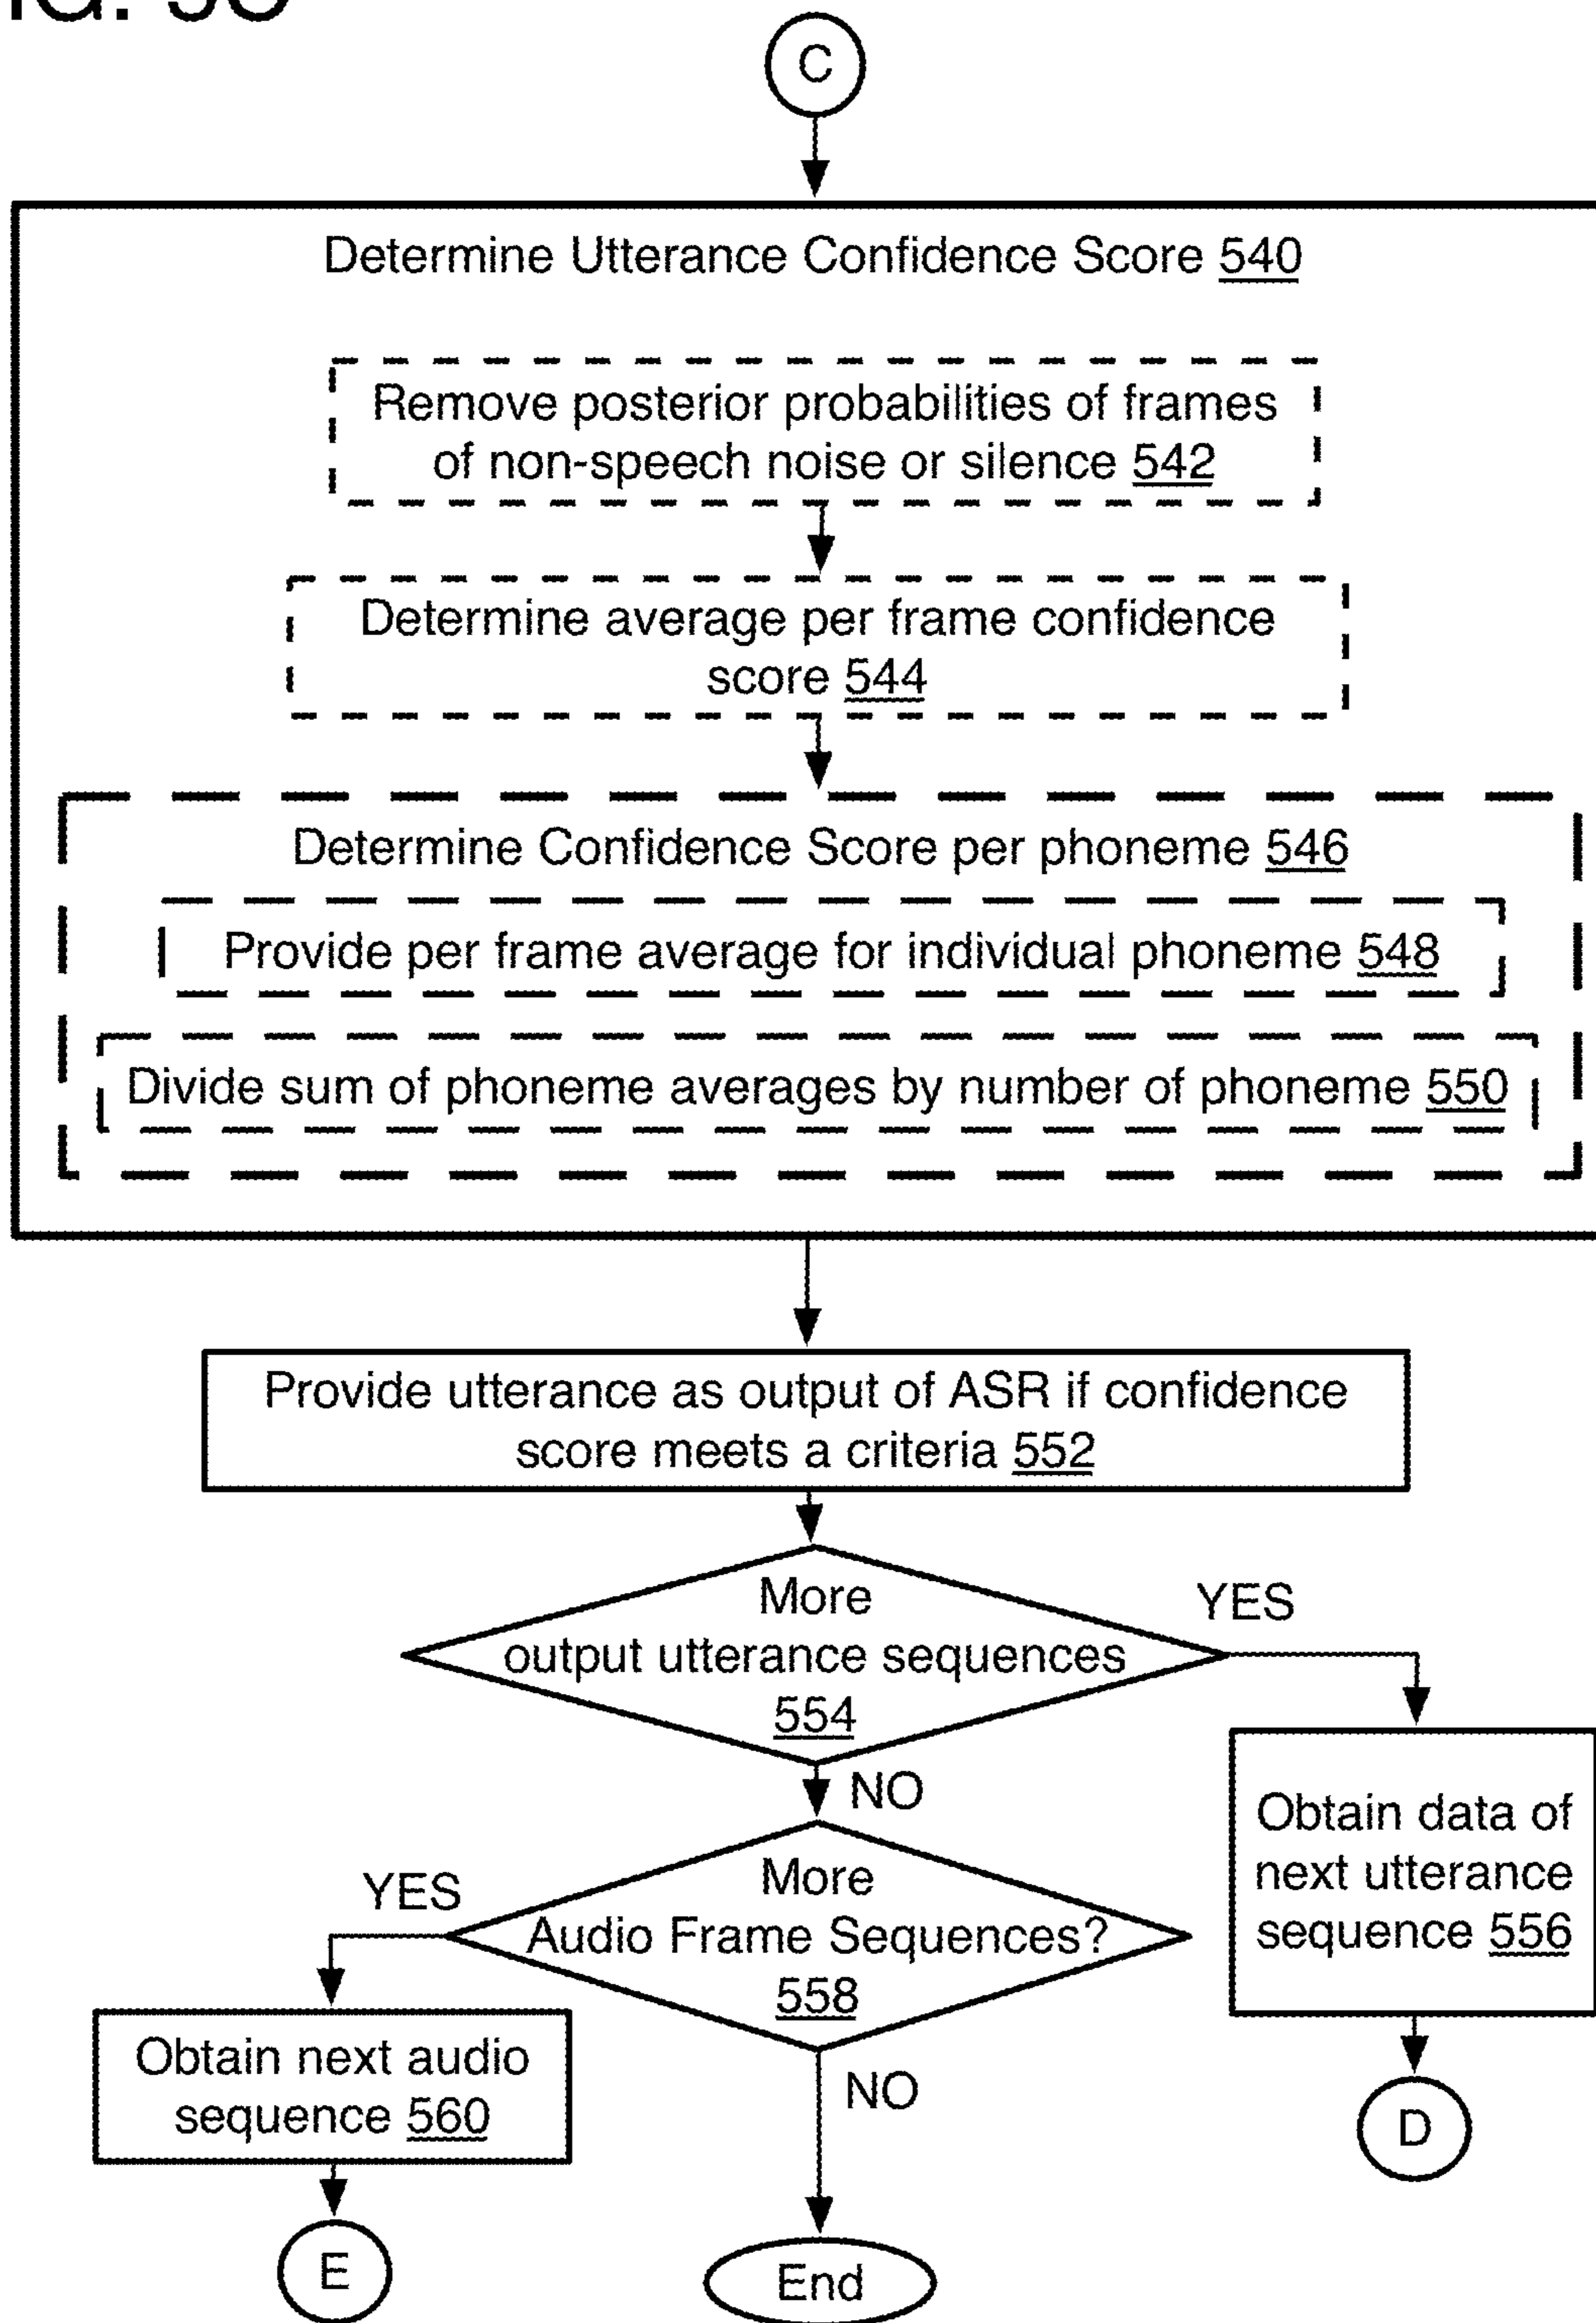 C
Determine Utterance Confidence Score 540
Remove posterior probabilities of frames
of non-speech noise or silence 542
Determine average per frame confidence
score 544
Determine Confidence Score per phoneme 546
Provide per frame average for individual phoneme 548
Divide sum of phoneme averages by number of phoneme 550
Provide utterance as output of ASR if confidence
score meets a criteria 552
More
output utterance sequences
554
YES
NO
Obtain data of
next utterance
sequence 556
D
More
Audio Frame Sequences?
558
YES
NO
Obtain next audio
sequence 560
E
End